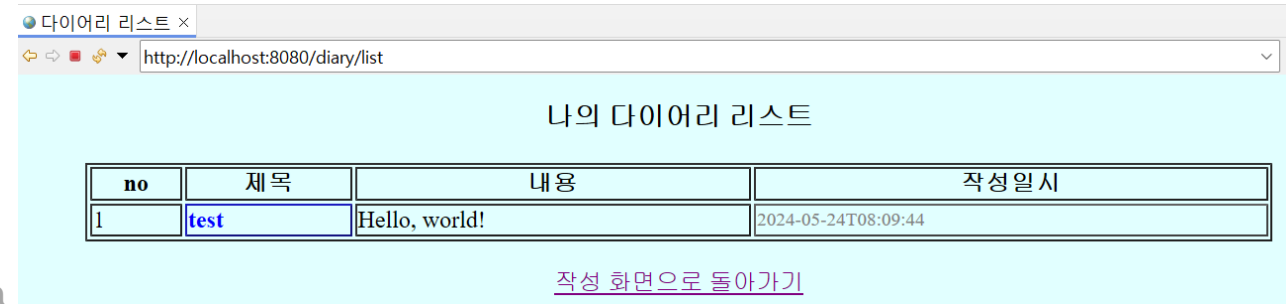 다이어리 리스트
http://localhost:8080/diary/list
나의 다이어리 리스트
no 제목 내용 작성일시
1 test Hello, world! 2024-05-24T08:09:44
작성 화면으로 돌아가기